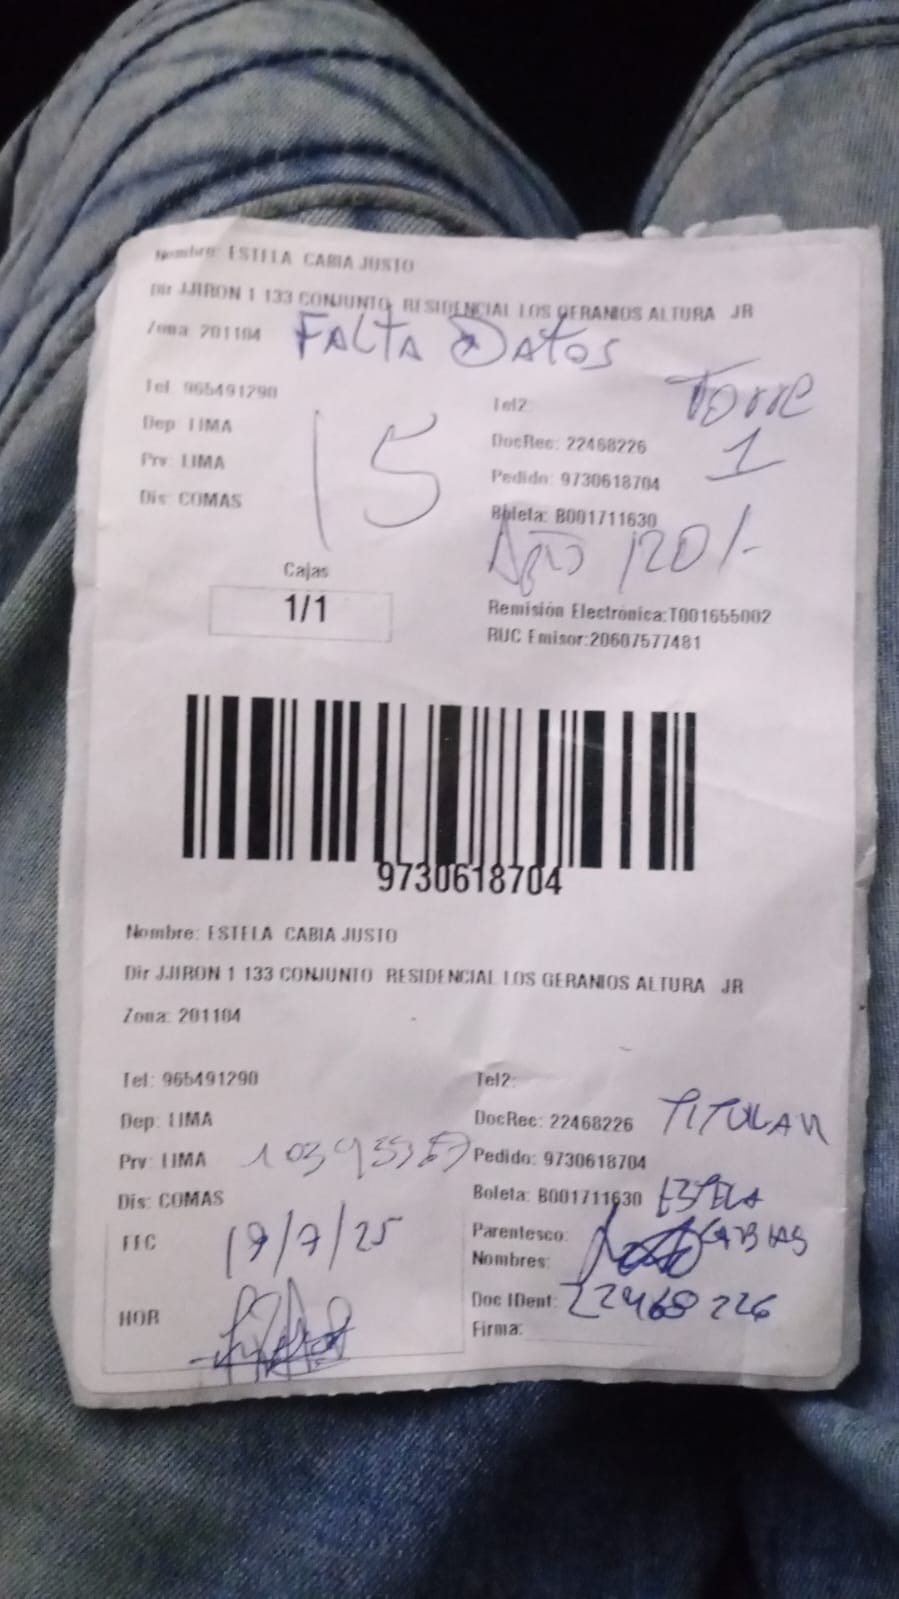 Nombre: ESTELA CABIA JUSTO
Dir JJIRON 1 133 CONJUNTO RESIDENCIAL LOS GERANIOS ALTURA JR
Zona: 201104
FALTA DATOS
Torre
1
Tel: 965491290
Tel2:
Dep: LIMA
DocRec: 22468226
Prv: LIMA
Pedido: 9730618704
Dis: COMAS
15
Boleta: B001711630
120/-
Cajas
1/1
Remisión Electrónica:T001655002
RUC Emisor:20607577481
9730618704
Nombre: ESTELA CABIA JUSTO
Dir JJIRON 1 133 CONJUNTO RESIDENCIAL LOS GERANIOS ALTURA JR
Zona: 201104
Tel: 965491290
Tel2:
Dep: LIMA
DocRec: 22468226 TITULAR
Prv: LIMA
Pedido: 9730618704
Dis: COMAS
Boleta: B001711630 ESTELA
FEC 19/7/25
Parentesco:
Nombres:
HOR
Doc IDent: 22468226
Firma: